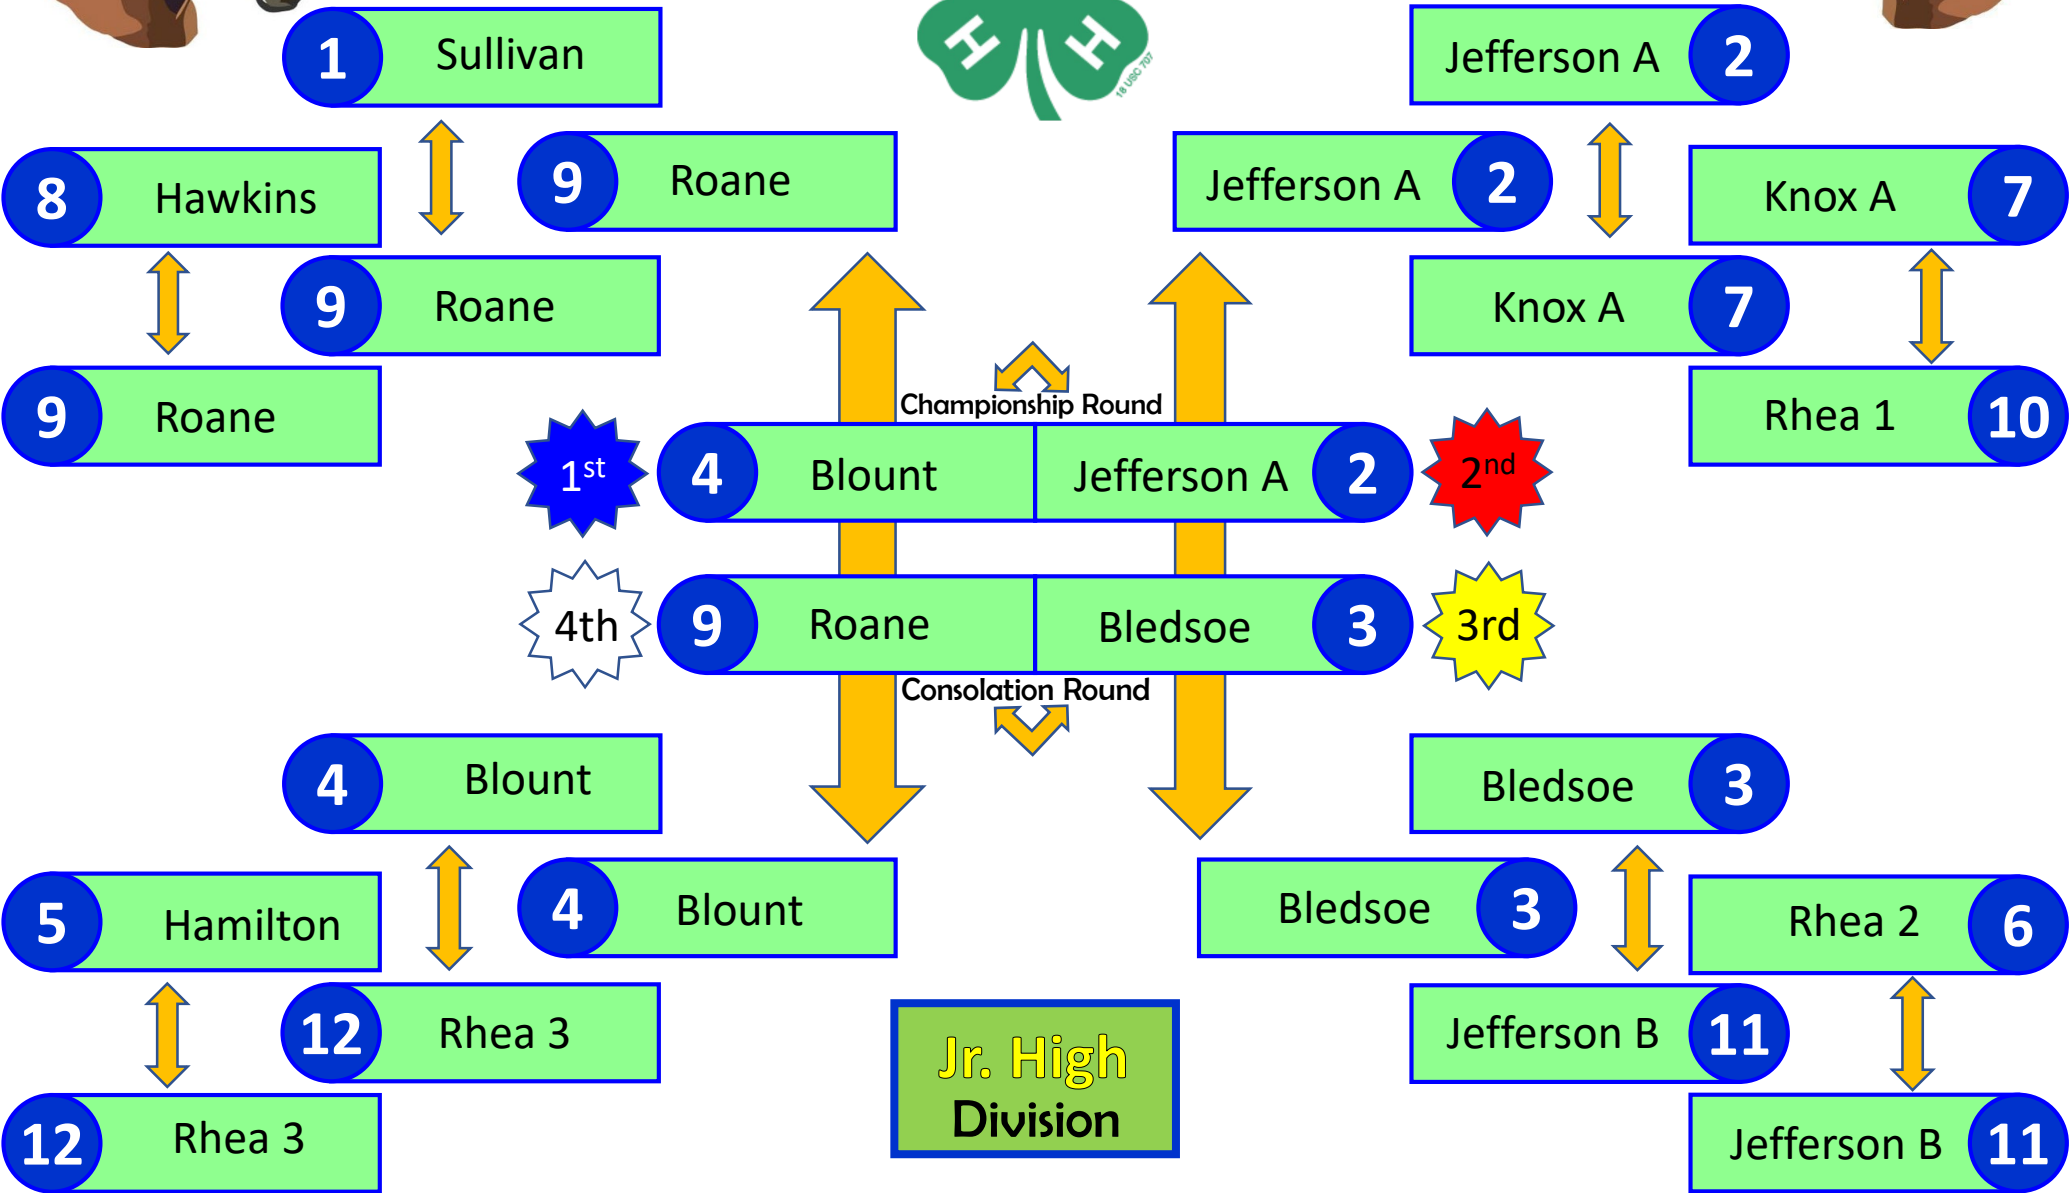 H H
18 USC 707
1 Sullivan
Jefferson A 2
8 Hawkins
9 Roane
Jefferson A 2
Knox A 7
9 Roane
Knox A 7
9 Roane
Rhea 1 10
Championship Round
1st 4 Blount Jefferson A 2 2nd
4th 9 Roane Bledsoe 3 3rd
Consolation Round
4 Blount
Bledsoe 3
5 Hamilton
4 Blount
Bledsoe 3
Rhea 2 6
12 Rhea 3
Jefferson B 11
12 Rhea 3
Jefferson B 11
Jr. High
Division